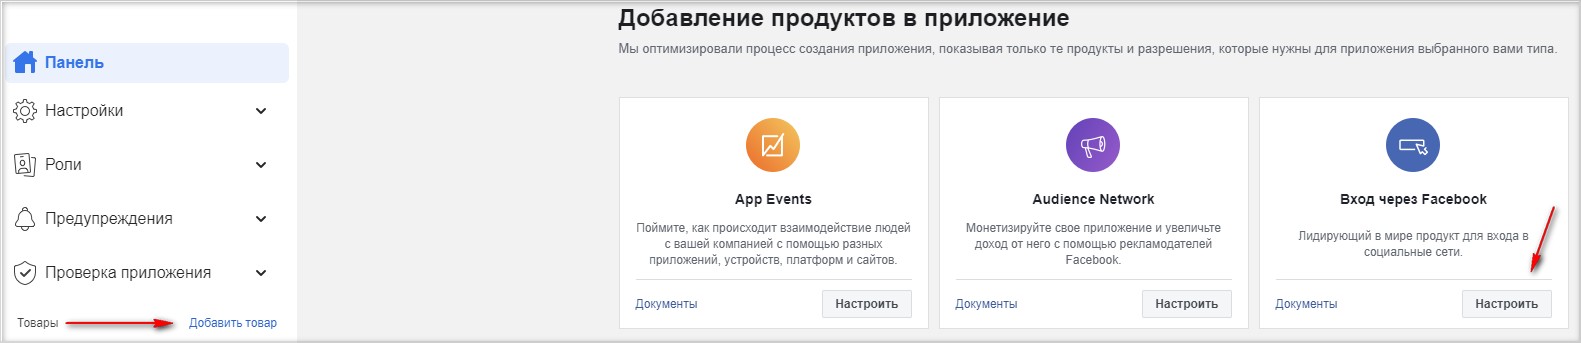 Панель
Настройки
Роли
Предупреждения
Проверка приложения
Товары
Добавить товар
Добавление продуктов в приложение
Мы оптимизировали процесс создания приложения, показывая только те продукты и разрешения, которые нужны для приложения выбранного вами типа.
App Events
Поймите, как происходит взаимодействие людей
с вашей компанией с помощью разных
приложений, устройств, платформ и сайтов.
Документы
Настроить
Audience Network
Монетизируйте свое приложение и увеличьте
доход от него с помощью рекламодателей
Facebook.
Документы
Настроить
Вход через Facebook
Лидирующий в мире продукт для входа в
социальные сети.
Документы
Настроить